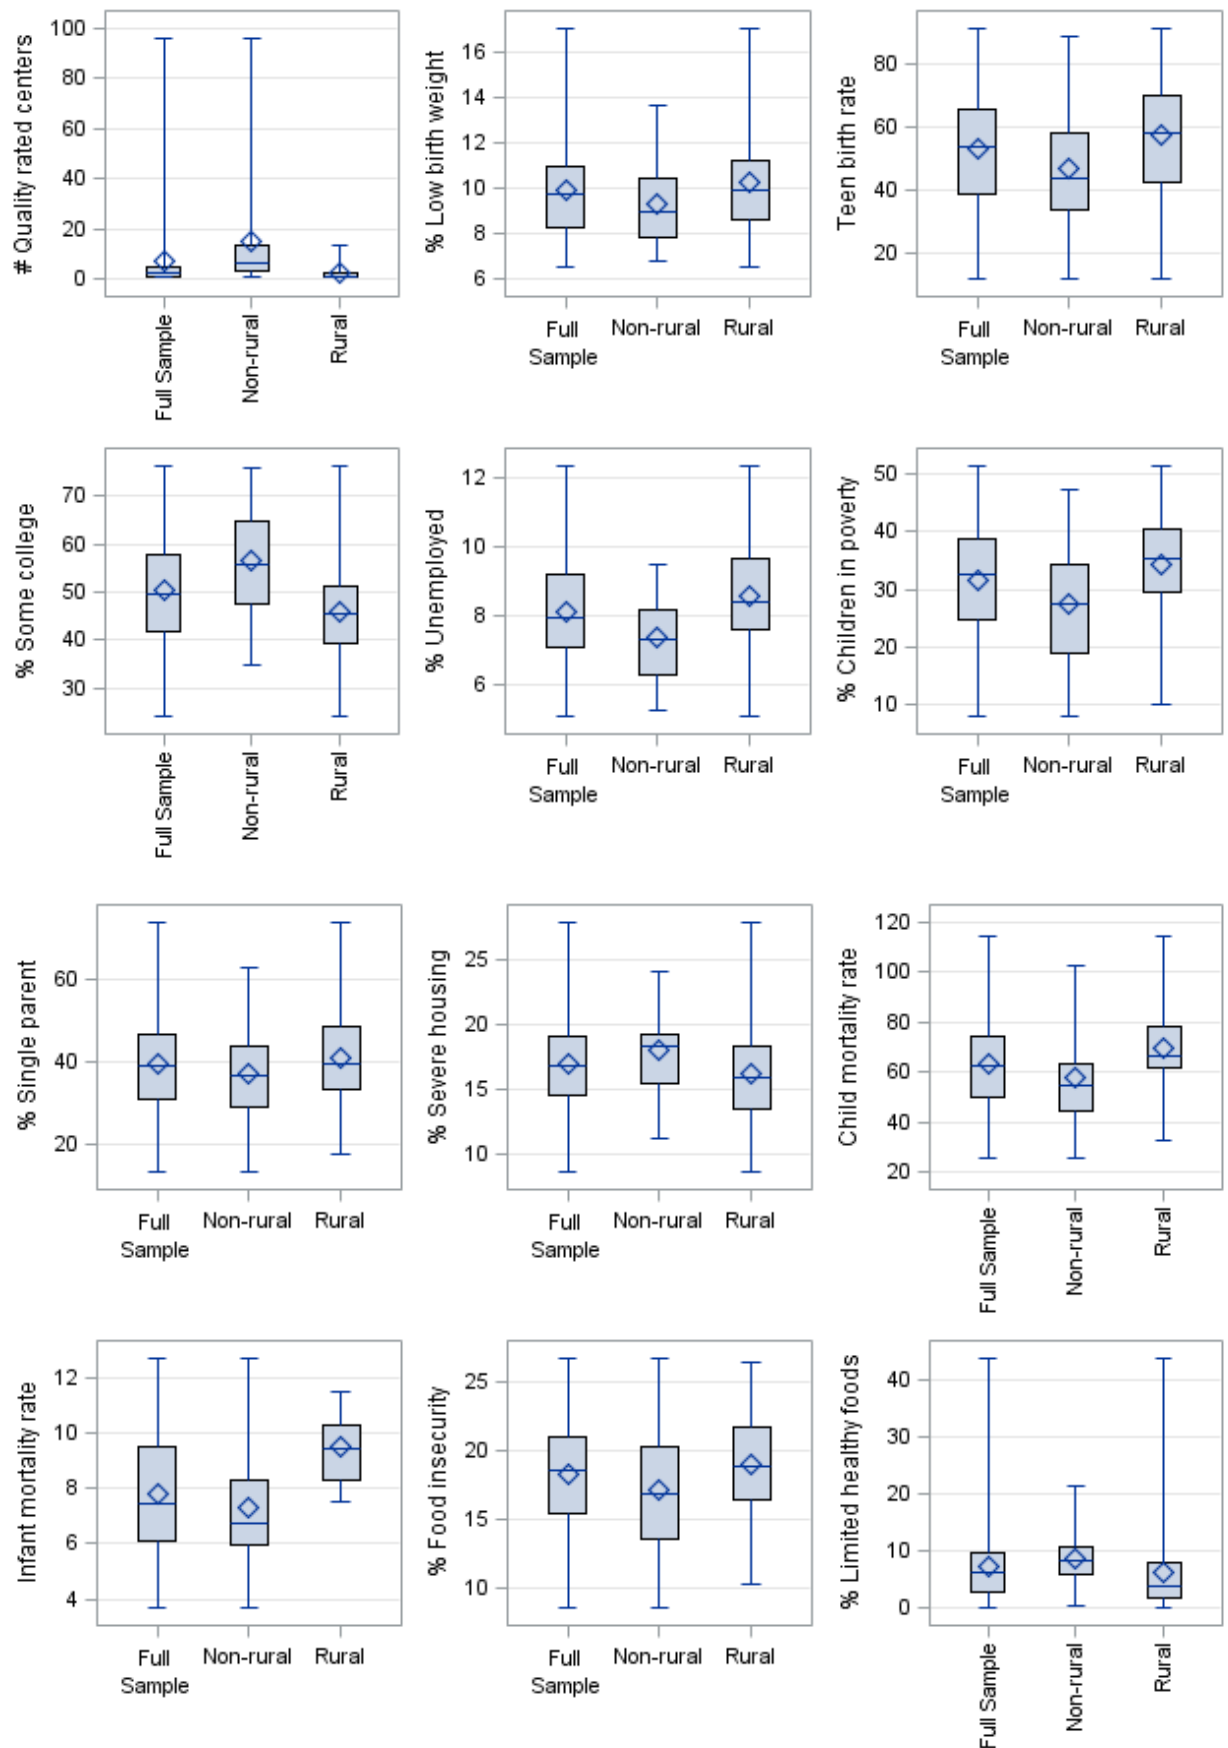 # Quality rated centers
100
80
60
40
20
0
Full Sample
Non-rural
Rural
% Low birth weight
16
14
12
10
8
6
Full Sample
Non-rural
Rural
Teen birth rate
80
60
40
20
Full Sample
Non-rural
Rural
% Some college
70
60
50
40
30
Full Sample
Non-rural
Rural
% Unemployed
12
10
8
6
Full Sample
Non-rural
Rural
% Children in poverty
50
40
30
20
10
Full Sample
Non-rural
Rural
% Single parent
60
40
20
Full Sample
Non-rural
Rural
% Severe housing
25
20
15
10
Full Sample
Non-rural
Rural
Child mortality rate
120
100
80
60
40
20
Full Sample
Non-rural
Rural
Infant mortality rate
12
10
8
6
4
Full Sample
Non-rural
Rural
% Food insecurity
25
20
15
10
Full Sample
Non-rural
Rural
% Limited healthy foods
40
30
20
10
0
Full Sample
Non-rural
Rural